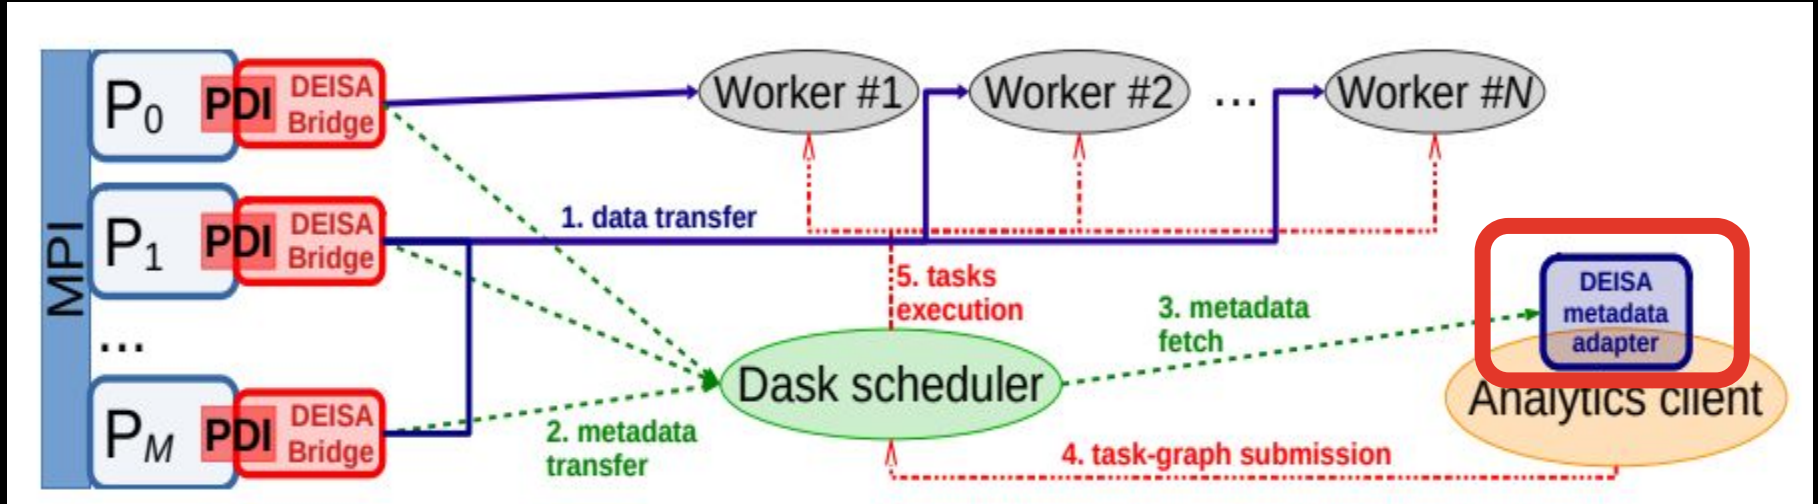 MPI
P0
PDI
DEISA
Bridge
Worker #1
Worker #2
...
Worker #N
P1
PDI
DEISA
Bridge
1. data transfer
5. tasks
execution
3. metadata
fetch
DEISA
metadata
adapter
...
Dask scheduler
Analytics client
PM
PDI
DEISA
Bridge
2. metadata
transfer
4. task-graph submission